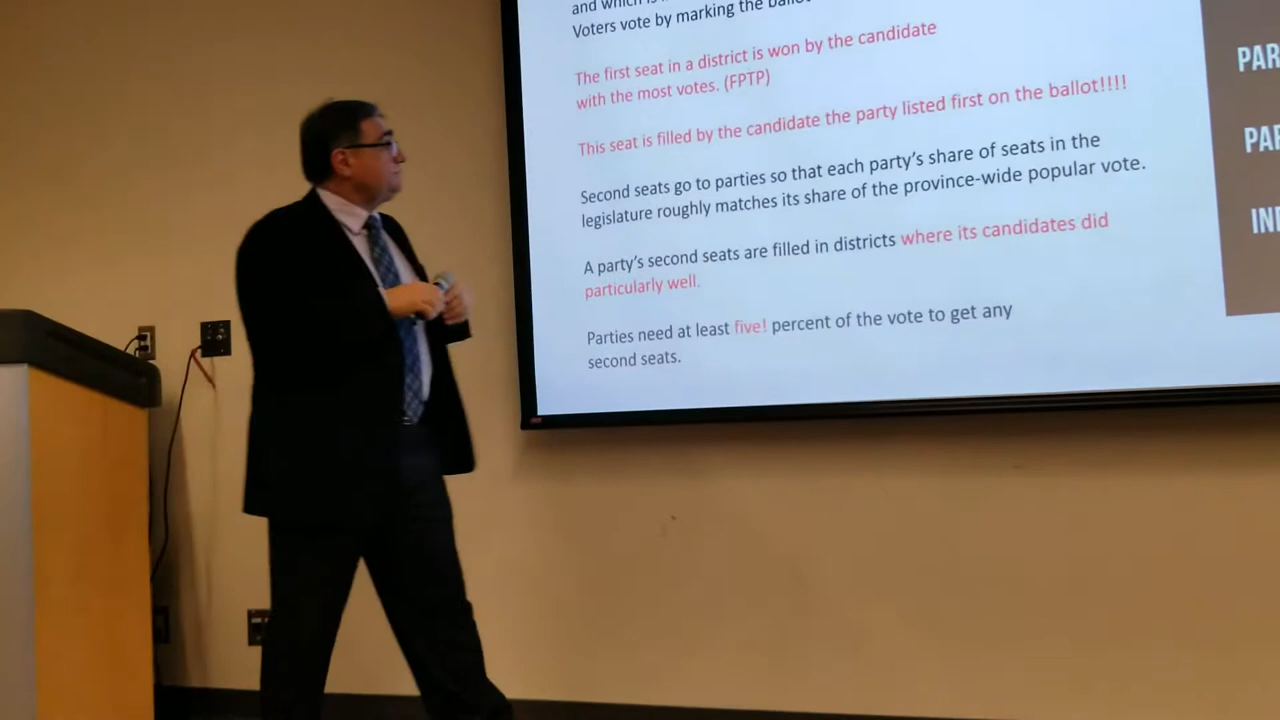 and which is
Voters vote by marking the ballot
The first seat in a district is won by the candidate
with the most votes. (FPTP)
This seat is filled by the candidate the party listed first on the ballot!!!!
Second seats go to parties so that each party's share of seats in the
legislature roughly matches its share of the province-wide popular vote.
A party's second seats are filled in districts where its candidates did
particularly well.
Parties need at least five! percent of the vote to get any
second seats.
PAR
PAR
IN